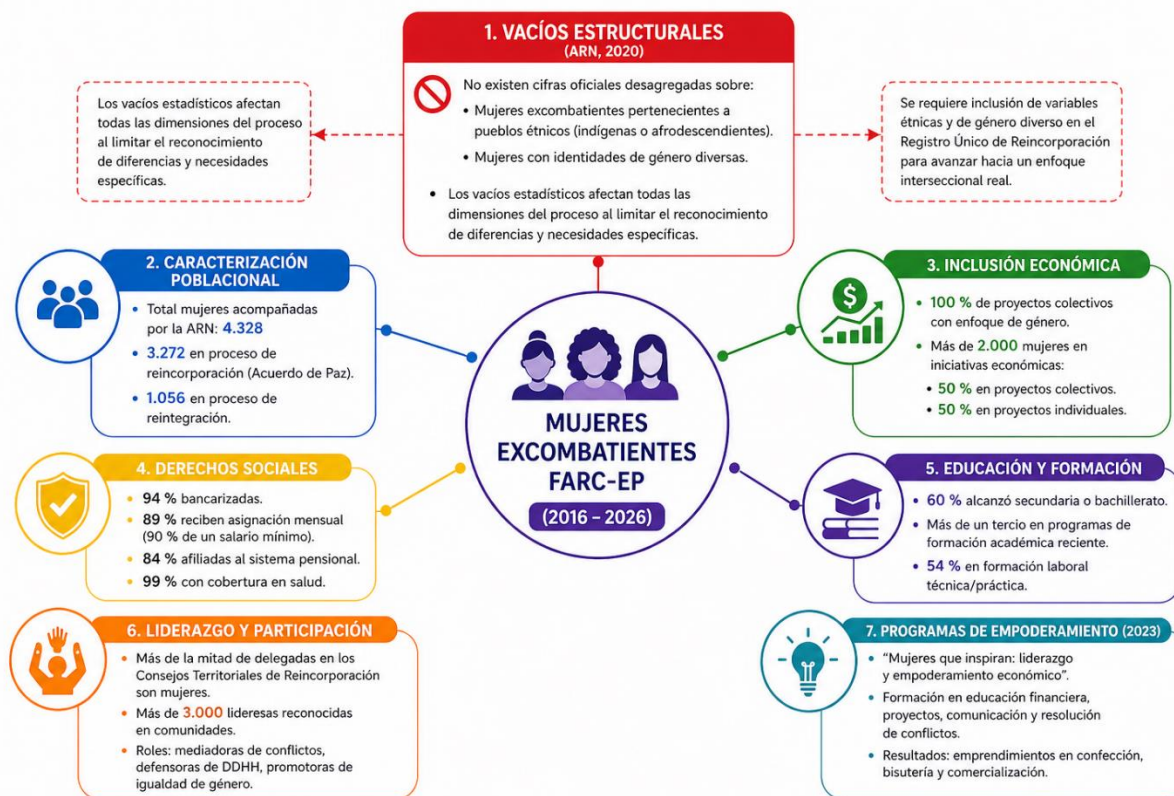 1. VACÍOS ESTRUCTURALES
(ARN, 2020)
No existen cifras oficiales desagregadas sobre:
• Mujeres excombatientes pertenecientes a
pueblos étnicos (indígenas o afrodescendientes).
• Mujeres con identidades de género diversas.
• Los vacíos estadísticos afectan todas las
dimensiones del proceso al limitar el reconocimiento
de diferencias y necesidades específicas.
Los vacíos estadísticos afectan
todas las dimensiones del proceso
al limitar el reconocimiento
de diferencias y necesidades
específicas.
Se requiere inclusión de variables
étnicas y de género diverso en el
Registro Único de Reincorporación
para avanzar hacia un enfoque
interseccional real.
2. CARACTERIZACIÓN
POBLACIONAL
• Total mujeres acompañadas
por la ARN: 4.328
• 3.272 en proceso de
reincorporación (Acuerdo de Paz).
• 1.056 en proceso de
reintegración.
3. INCLUSIÓN ECONÓMICA
• 100 % de proyectos colectivos
con enfoque de género.
• Más de 2.000 mujeres en
iniciativas económicas:
• 50 % en proyectos colectivos.
• 50 % en proyectos individuales.
MUJERES
EXCOMBATIENTES
FARC-EP
(2016 – 2026)
4. DERECHOS SOCIALES
• 94 % bancarizadas.
• 89 % reciben asignación mensual
(90 % de un salario mínimo).
• 84 % afiliadas al sistema pensional.
• 99 % con cobertura en salud.
5. EDUCACIÓN Y FORMACIÓN
• 60 % alcanzó secundaria o bachillerato.
• Más de un tercio en programas de
formación académica reciente.
• 54 % en formación laboral
técnica/práctica.
6. LIDERAZGO Y PARTICIPACIÓN
• Más de la mitad de delegadas en los
Consejos Territoriales de Reincorporación
son mujeres.
• Más de 3.000 lideresas reconocidas
en comunidades.
• Roles: mediadoras de conflictos,
defensoras de DDHH, promotoras de
igualdad de género.
7. PROGRAMAS DE EMPODERAMIENTO (2023)
• “Mujeres que inspiran: liderazgo
y empoderamiento económico”.
• Formación en educación financiera,
proyectos, comunicación y resolución
de conflictos.
• Resultados: emprendimientos en confección,
bisutería y comercialización.